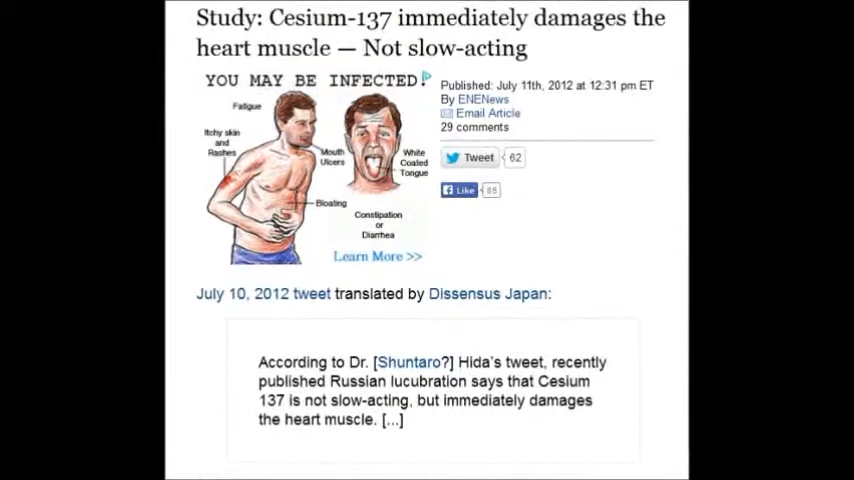 Study: Cesium-137 immediately damages the
heart muscle — Not slow-acting
YOU MAY BE INFECTED!
Fatigue
Itchy skin
and
Rashes
Mouth
Ulcers
White
Coated
Tongue
Bloating
Constipation
or
Diarrhea
Learn More >>
Published: July 11th, 2012 at 12:31 pm ET
By ENENews
Email Article
29 comments
Tweet 62
Like 88
July 10, 2012 tweet translated by Dissensus Japan:
According to Dr. [Shuntaro?] Hida's tweet, recently
published Russian lucubration says that Cesium
137 is not slow-acting, but immediately damages
the heart muscle. [...]